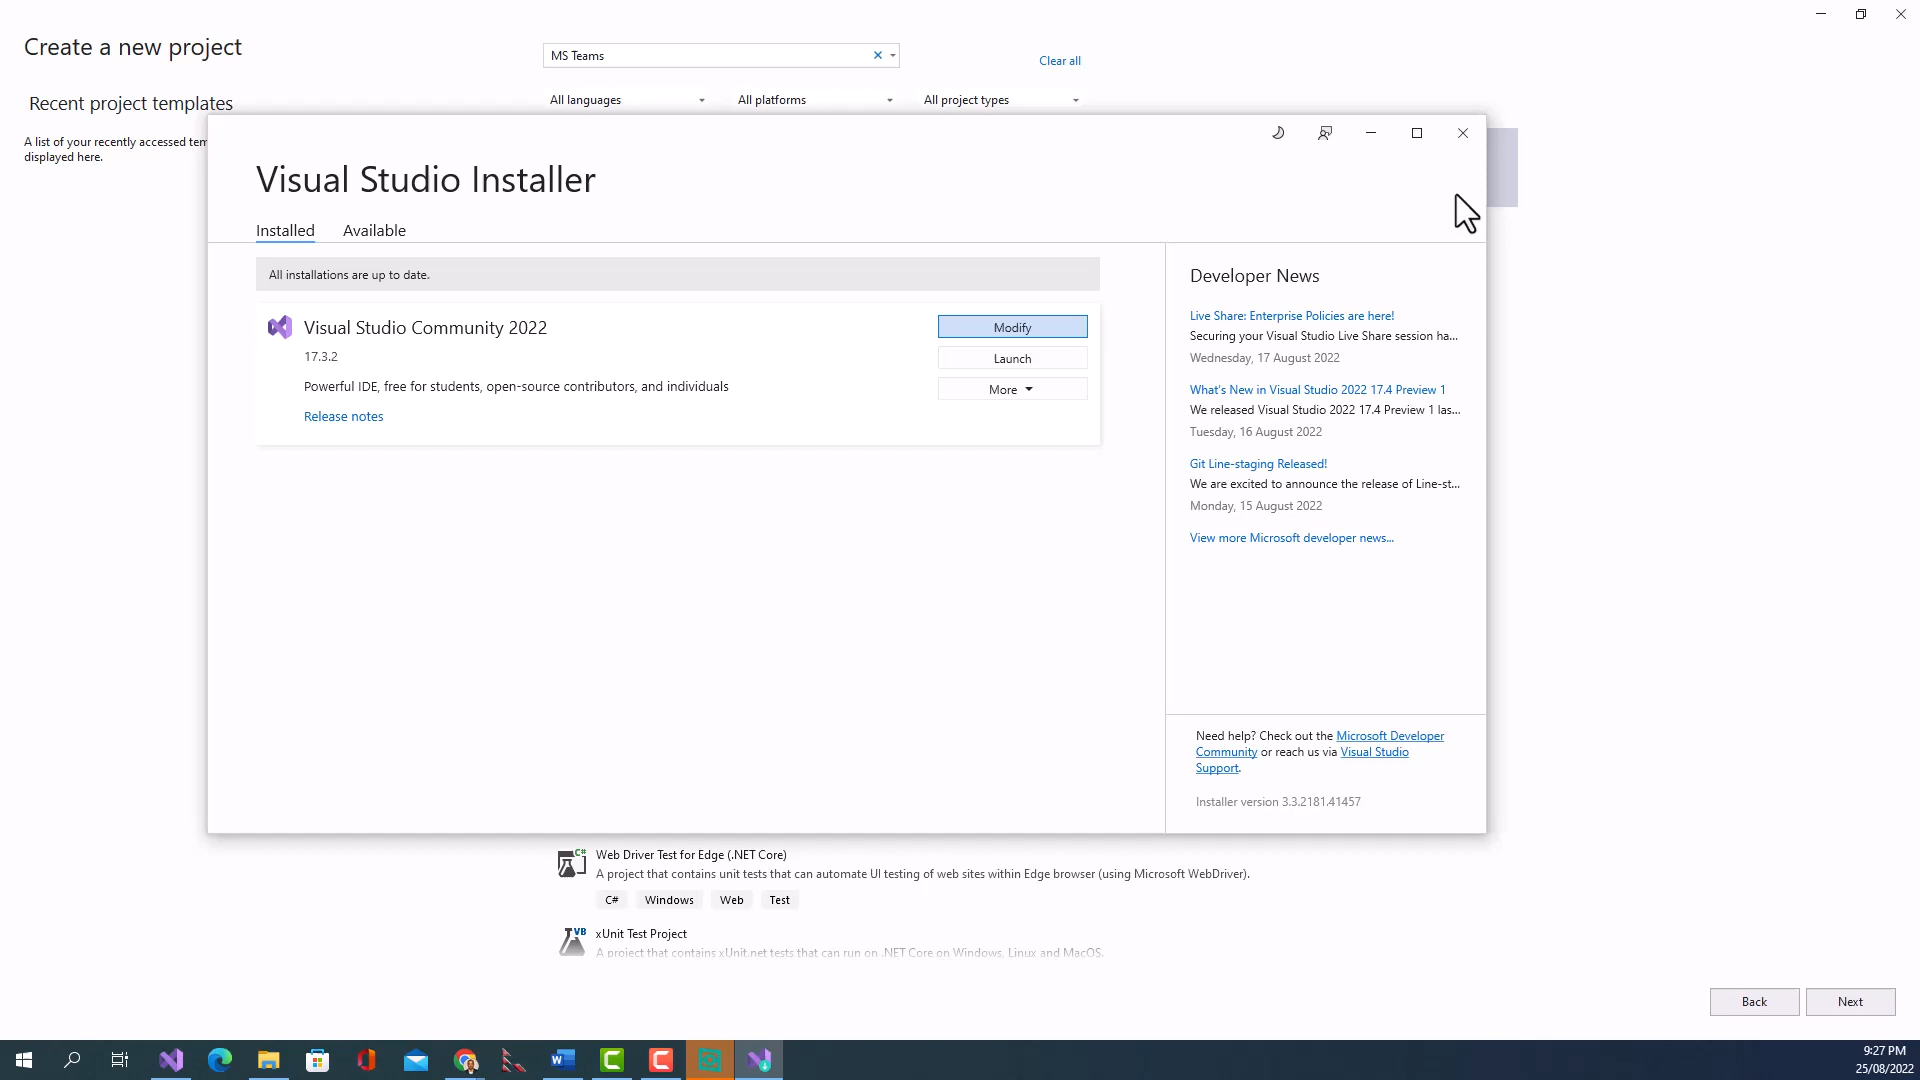 Create a new project
MS Teams
Clear all
Recent project templates
All languages
All platforms
All project types
A list of your recently accessed tem
displayed here.
Visual Studio Installer
Installed
Available
All installations are up to date.
Visual Studio Community 2022
17.3.2
Powerful IDE, free for students, open-source contributors, and individuals
Release notes
Modify
Launch
More
Developer News
Live Share: Enterprise Policies are here!
Securing your Visual Studio Live Share session ha...
Wednesday, 17 August 2022
What's New in Visual Studio 2022 17.4 Preview 1
We released Visual Studio 2022 17.4 Preview 1 las...
Tuesday, 16 August 2022
Git Line-staging Released!
We are excited to announce the release of Line-st...
Monday, 15 August 2022
View more Microsoft developer news...
Need help? Check out the Microsoft Developer
Community or reach us via Visual Studio
Support.
Installer version 3.3.2181.41457
C#
Web Driver Test for Edge (.NET Core)
A project that contains unit tests that can automate UI testing of web sites within Edge browser (using Microsoft WebDriver).
C# Windows Web Test
VB
xUnit Test Project
A project that contains xUnit.net tests that can run on .NET Core on Windows, Linux and MacOS.
Back
Next
9:27 PM
25/08/2022